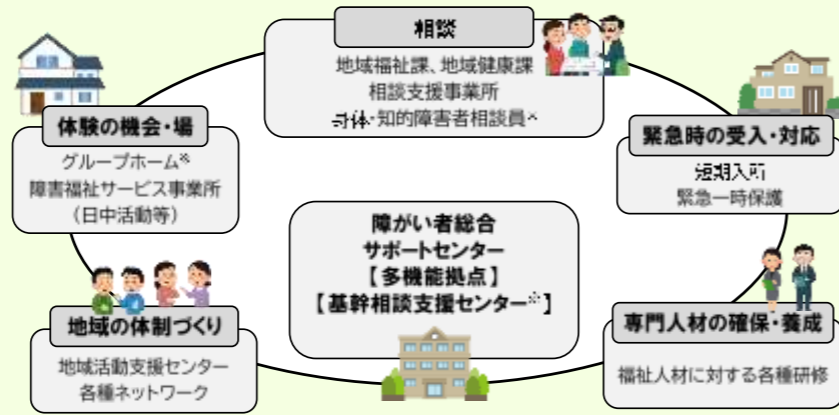 相談
地域福祉課、地域健康課
相談支援事業所
身体・知的障害者相談員※
体験の機会・場
グループホーム※
障害福祉サービス事業所
（日中活動等）
緊急時の受入・対応
短期入所
緊急一時保護
障がい者総合
サポートセンター
【多機能拠点】
【基幹相談支援センター※】
地域の体制づくり
地域活動支援センター
各種ネットワーク
専門人材の確保・養成
福祉人材に対する各種研修